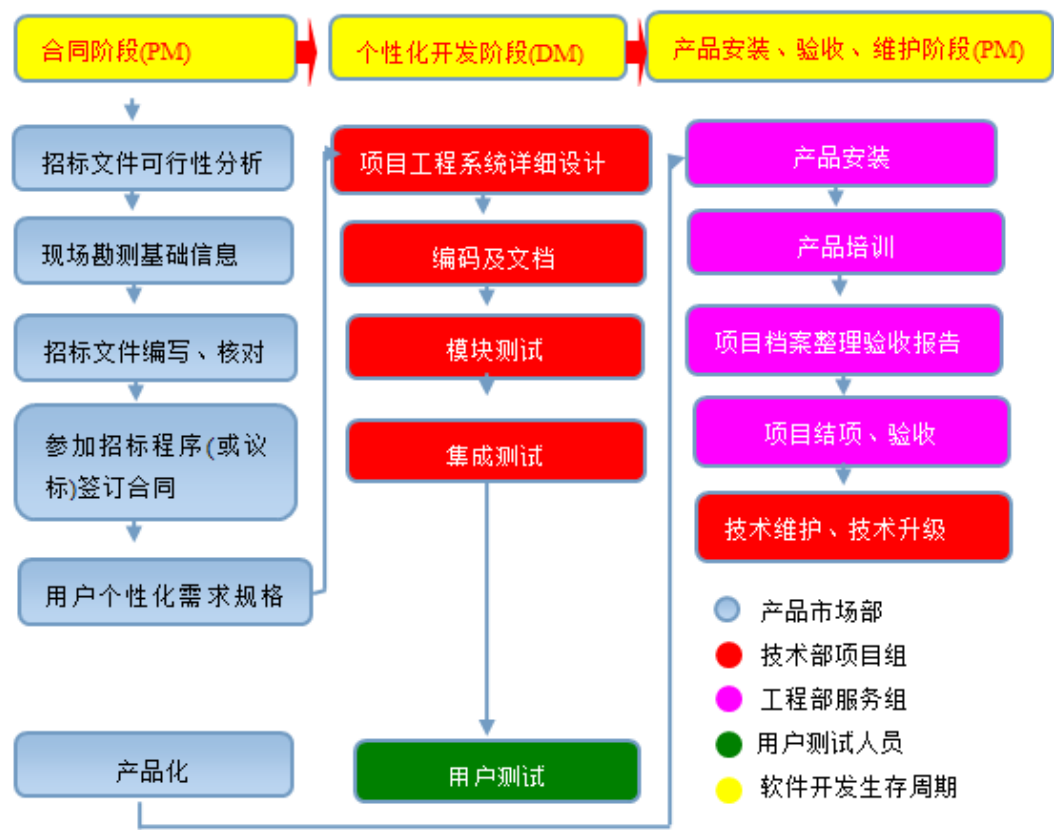 合同阶段(PM)
个性化开发阶段(DM)
产品安装、验收、维护阶段(PM)
招标文件可行性分析
现场勘测基础信息
招标文件编写、核对
参加招标程序(或议
标)签订合同
用户个性化需求规格
产品化
项目工程系统详细设计
编码及文档
模块测试
集成测试
用户测试
产品安装
产品培训
项目档案整理验收报告
项目结项、验收
技术维护、技术升级
产品市场部
技术部项目组
工程部服务组
用户测试人员
软件开发生存周期